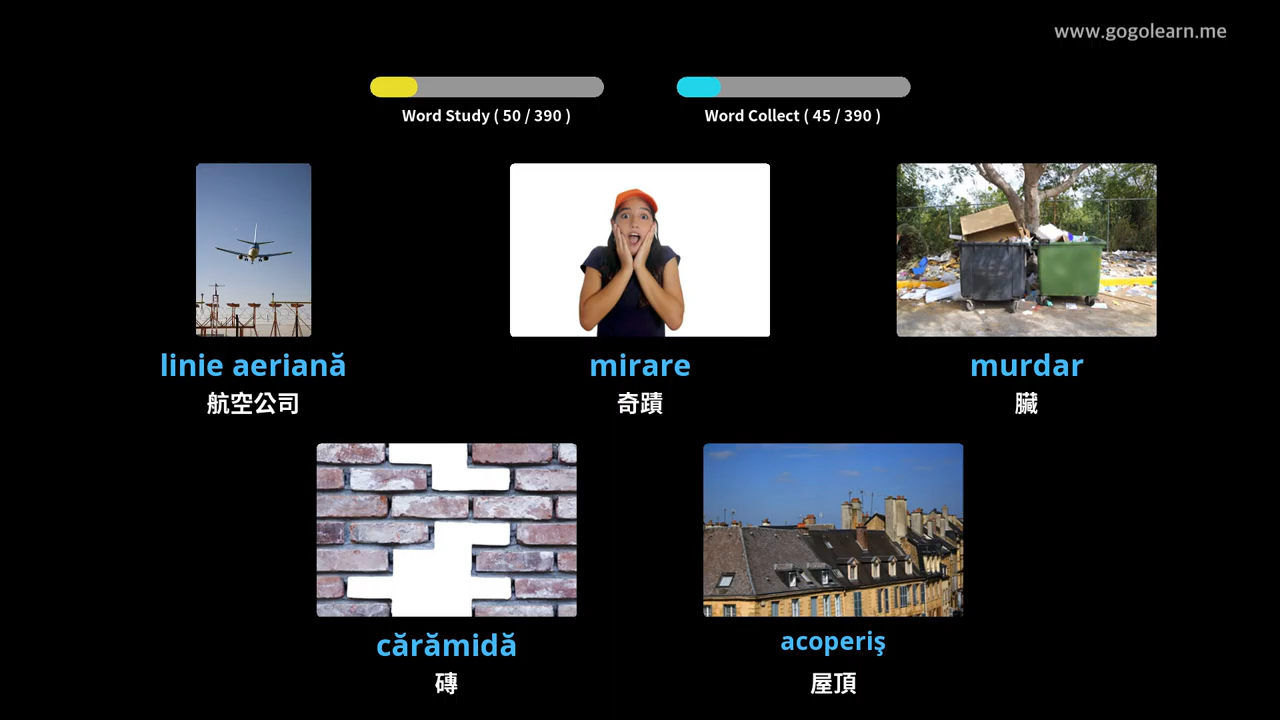 www.gogolearn.me
Word Study ( 50 / 390 )
Word Collect ( 45 / 390 )
linie aeriană
航空公司
mirare
奇蹟
murdar
臟
cărămidă
磚
acoperiş
屋頂